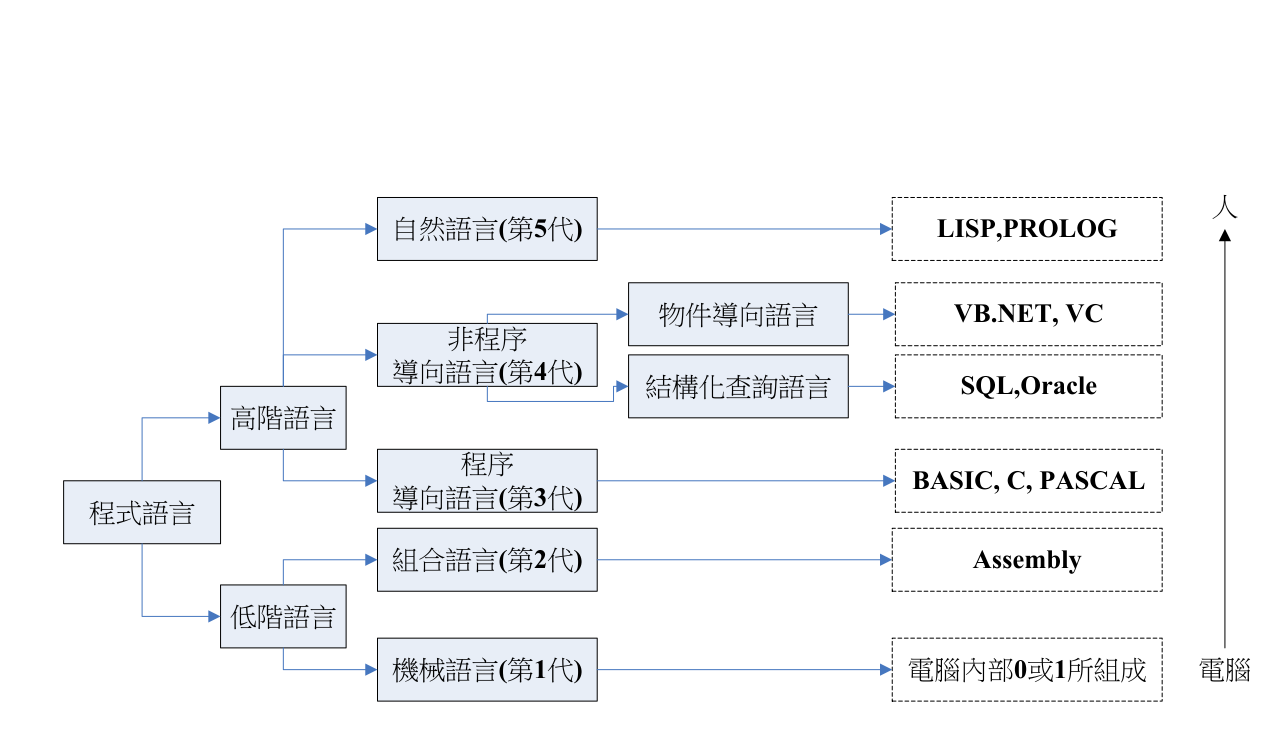 人
自然語言(第5代)
LISP,PROLOG
物件導向語言
VB.NET, VC
非程序
導向語言(第4代)
結構化查詢語言
SQL,Oracle
高階語言
程序
導向語言(第3代)
BASIC, C, PASCAL
程式語言
組合語言(第2代)
Assembly
低階語言
機械語言(第1代)
電腦內部0或1所組成
電腦